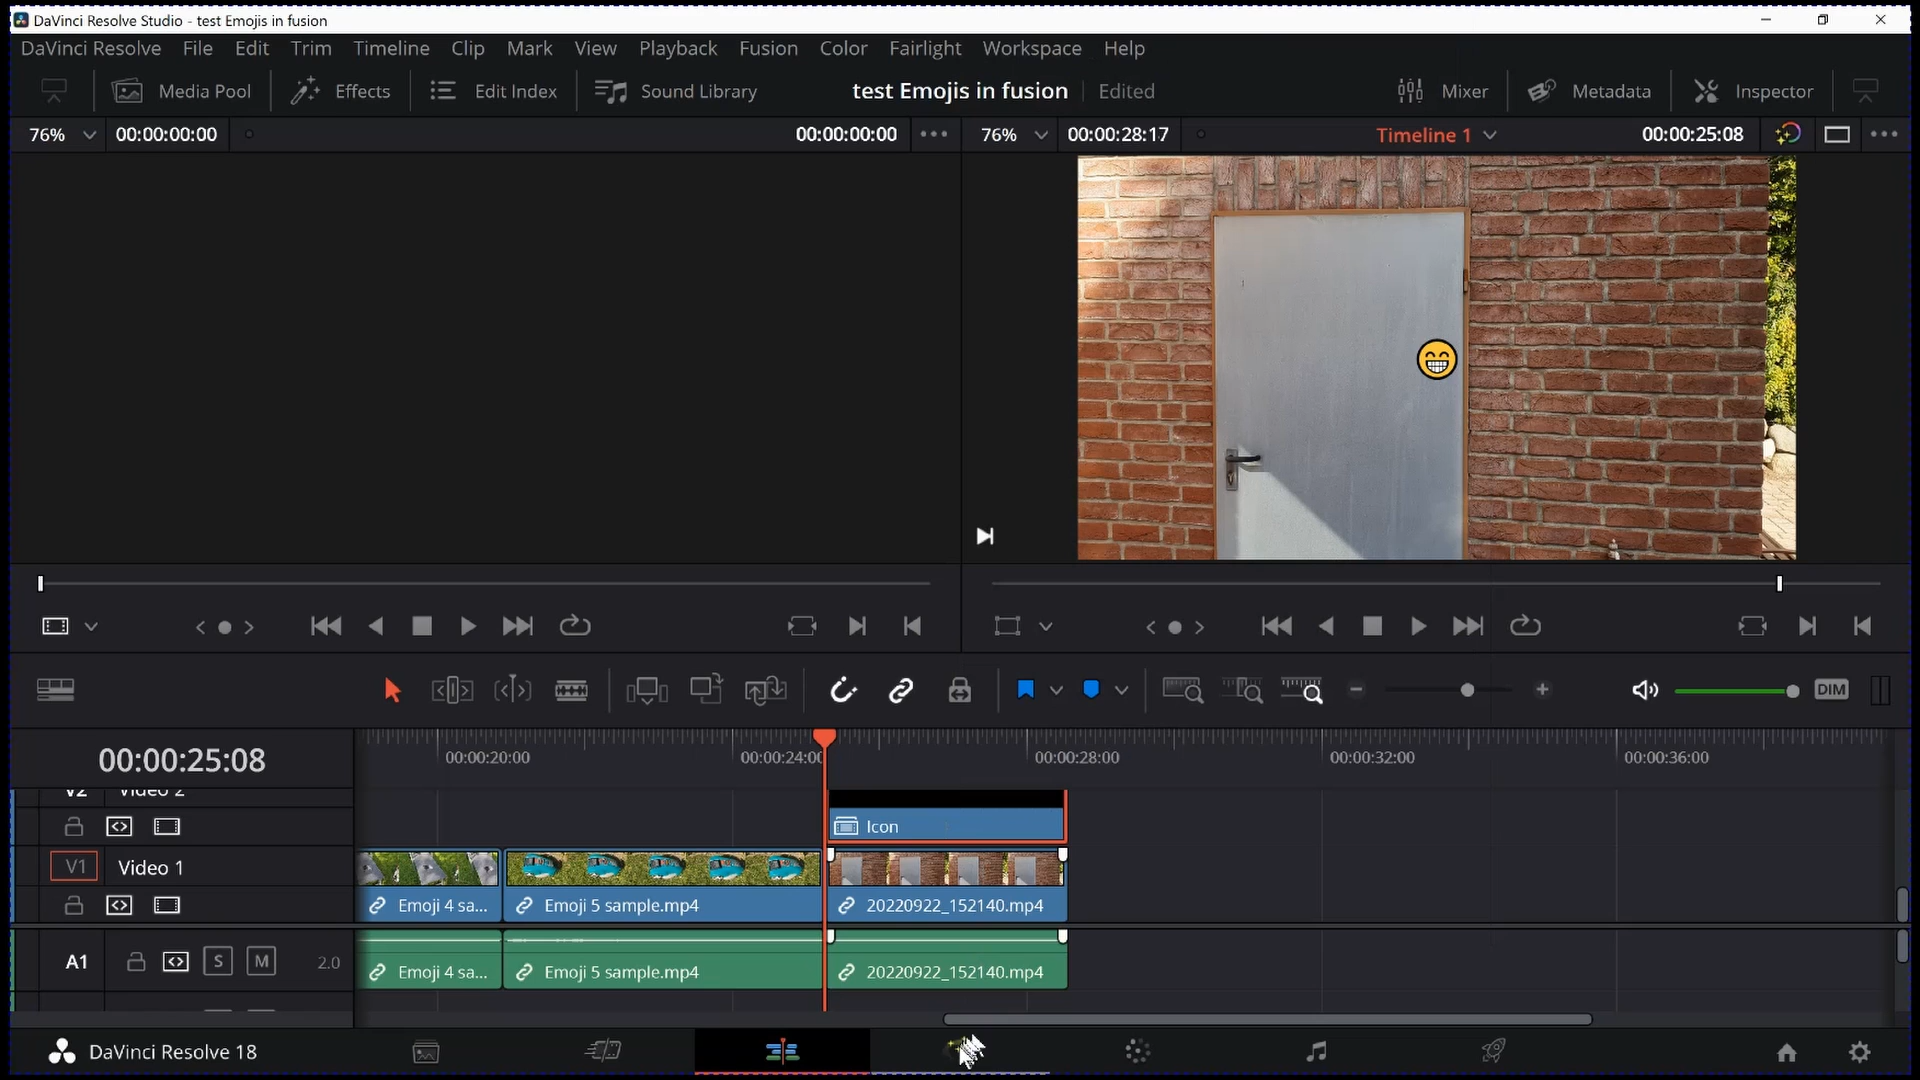 DaVinci Resolve Studio - test Emojis in fusion
DaVinci Resolve File Edit Trim Timeline Clip Mark View Playback Fusion Color Fairlight Workspace Help
Media Pool Effects Edit Index Sound Library test Emojis in fusion Edited Mixer Metadata Inspector
76% 00:00:00:00 00:00:00:00 76% 00:00:28:17 Timeline 1 00:00:25:08
DIM
00:00:25:08 00:00:20:00 00:00:24:00 00:00:28:00 00:00:32:00 00:00:36:00
V2 Video 2
Icon
V1 Video 1
Emoji 4 sa... Emoji 5 sample.mp4 20220922_152140.mp4
A1 S M 2.0
Emoji 4 sa... Emoji 5 sample.mp4 20220922_152140.mp4
DaVinci Resolve 18